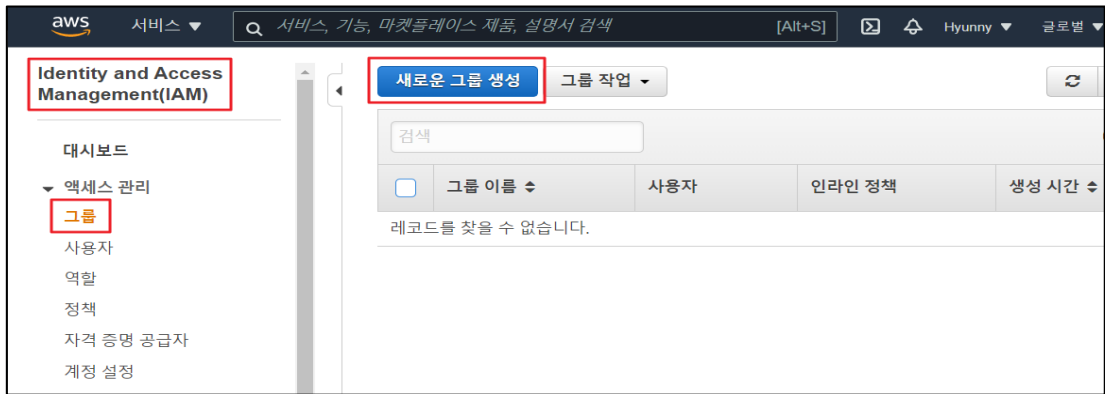 aws 서비스 ▼ 서비스, 기능, 마켓플레이스 제품, 설명서 검색 [Alt+S] Hyunny ▼ 글로벌 ▼
Identity and Access
Management(IAM)
대시보드
액세스 관리
그룹
사용자
역할
정책
자격 증명 공급자
계정 설정
새로운 그룹 생성 그룹 작업
검색
그룹 이름 사용자 인라인 정책 생성 시간
레코드를 찾을 수 없습니다.